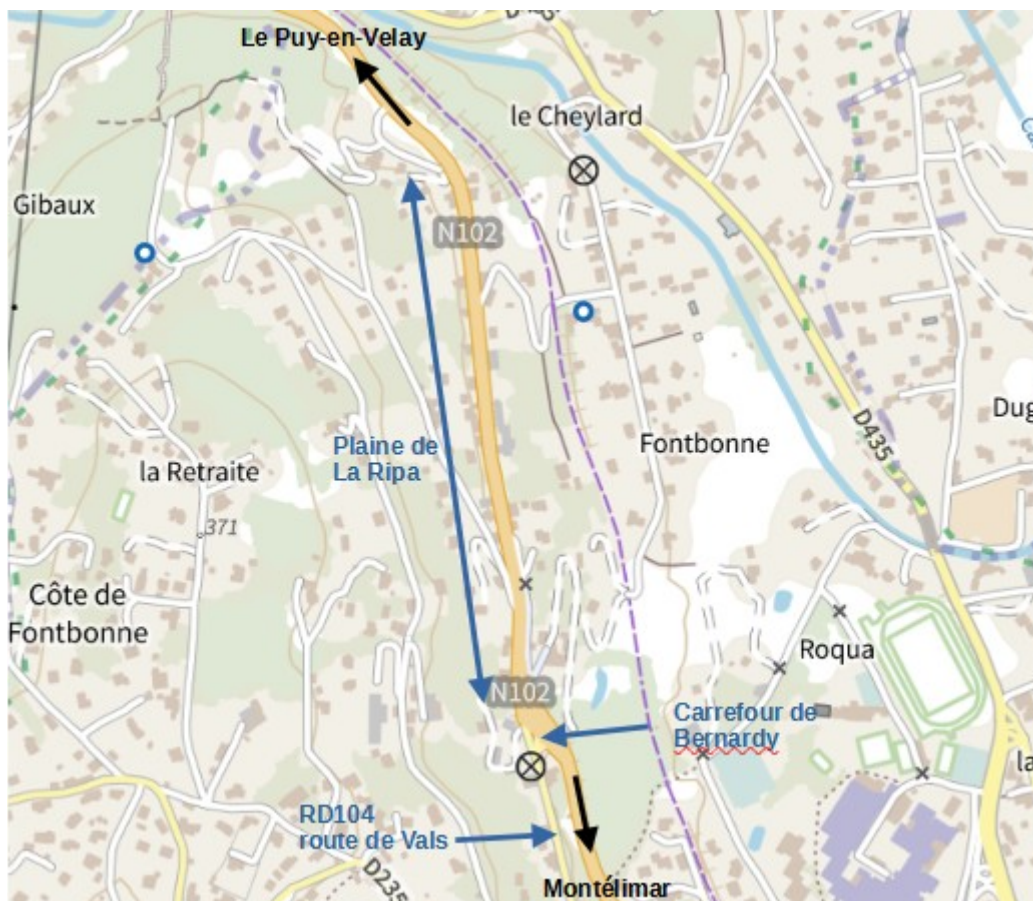 Le Puy-en-Velay
le Cheylard
Gibaux
N102
Plaine de
La Ripa
la Retraite
371
Fontbonne
D435
Dug
Côte de
Fontbonne
Roqua
N102
Carrefour de
Bernardy
la
RD104
route de Vals
D235
Montélimar